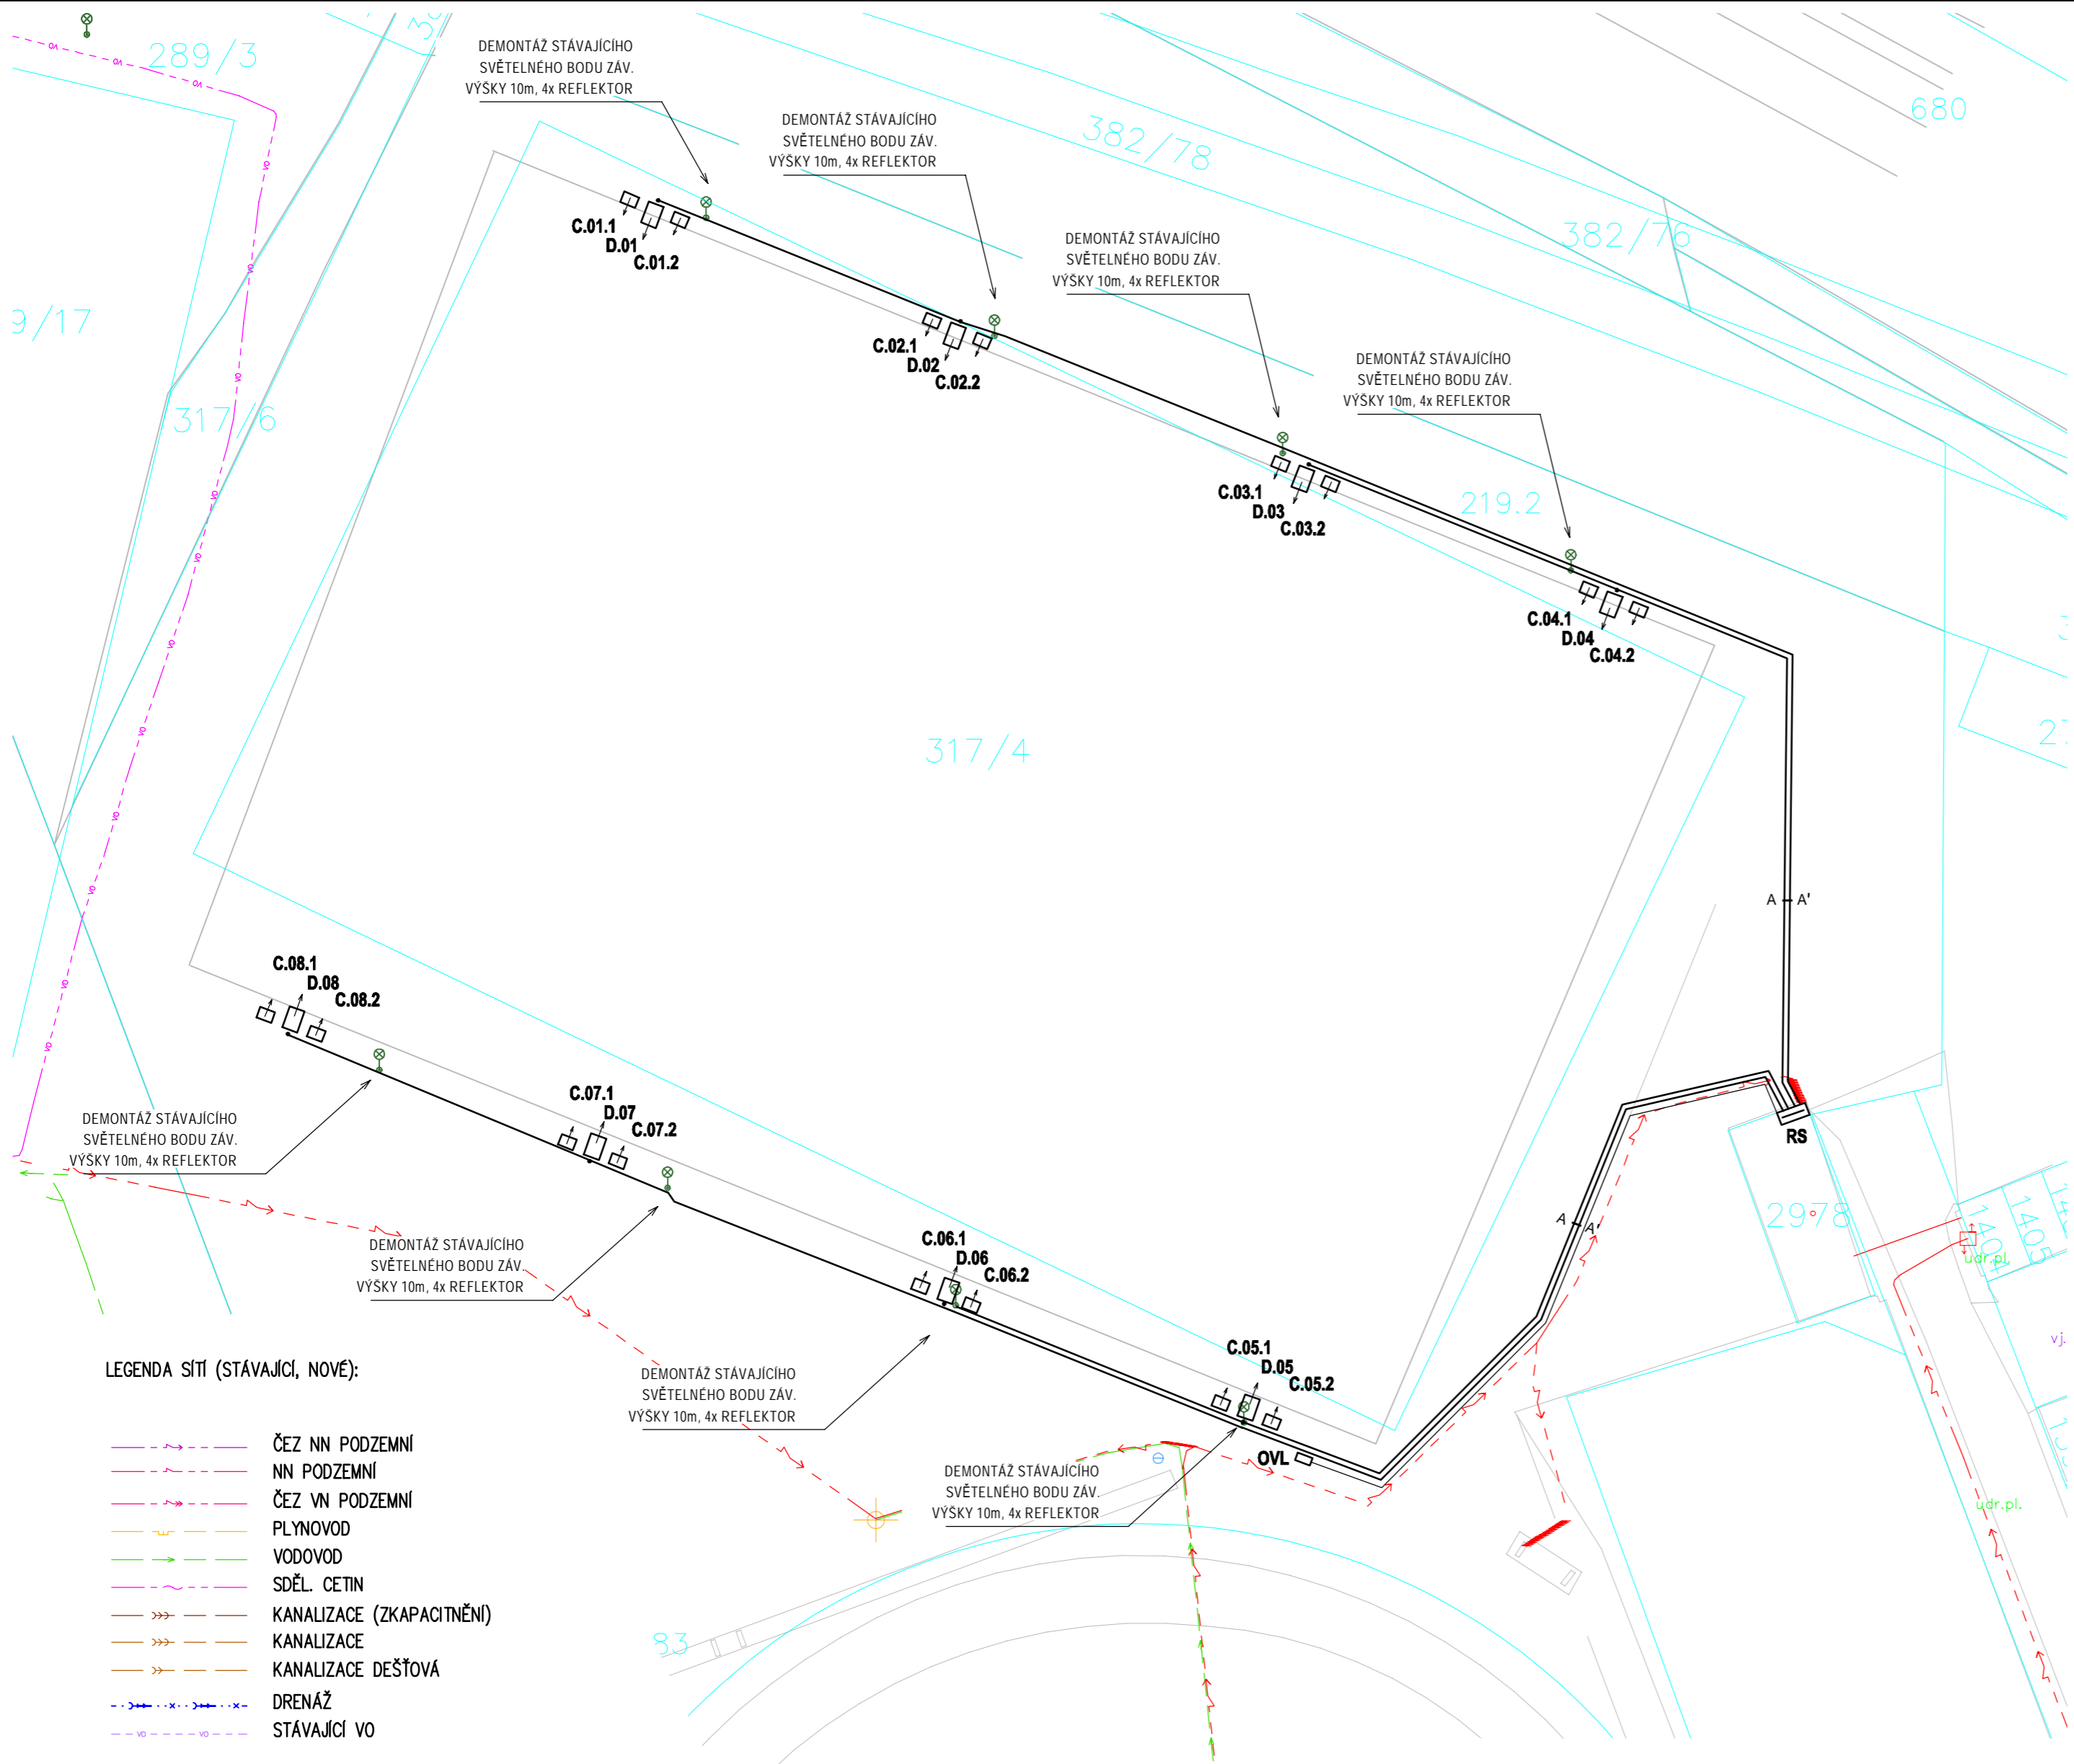 289/3
DEMONTÁŽ STÁVAJÍCÍHO
SVĚTELNÉHO BODU ZÁV.
VÝŠKY 10m, 4x REFLEKTOR
DEMONTÁŽ STÁVAJÍCÍHO
SVĚTELNÉHO BODU ZÁV.
VÝŠKY 10m, 4x REFLEKTOR
382/78
680
DEMONTÁŽ STÁVAJÍCÍHO
SVĚTELNÉHO BODU ZÁV.
VÝŠKY 10m, 4x REFLEKTOR
382/76
C.01.1
D.01
C.01.2
9/17
C.02.1
D.02
C.02.2
DEMONTÁŽ STÁVAJÍCÍHO
SVĚTELNÉHO BODU ZÁV.
VÝŠKY 10m, 4x REFLEKTOR
317/6
C.03.1
D.03
C.03.2
219.2
C.04.1
D.04
C.04.2
317/4
A A'
C.08.1
D.08
C.08.2
C.07.1
D.07
C.07.2
DEMONTÁŽ STÁVAJÍCÍHO
SVĚTELNÉHO BODU ZÁV.
VÝŠKY 10m, 4x REFLEKTOR
RS
2978
A A'
1404
1405
udr.pl.
DEMONTÁŽ STÁVAJÍCÍHO
SVĚTELNÉHO BODU ZÁV.
VÝŠKY 10m, 4x REFLEKTOR
C.06.1
D.06
C.06.2
vj.
C.05.1
D.05
C.05.2
DEMONTÁŽ STÁVAJÍCÍHO
SVĚTELNÉHO BODU ZÁV.
VÝŠKY 10m, 4x REFLEKTOR
OVL
DEMONTÁŽ STÁVAJÍCÍHO
SVĚTELNÉHO BODU ZÁV.
VÝŠKY 10m, 4x REFLEKTOR
udr.pl.
83
LEGENDA SÍTÍ (STÁVAJÍCÍ, NOVÉ):
ČEZ NN PODZEMNÍ
NN PODZEMNÍ
ČEZ VN PODZEMNÍ
PLYNOVOD
VODOVOD
SDĚL. CETIN
KANALIZACE (ZKAPACITNĚNÍ)
KANALIZACE
KANALIZACE DEŠŤOVÁ
DRENÁŽ
STÁVAJÍCÍ VO